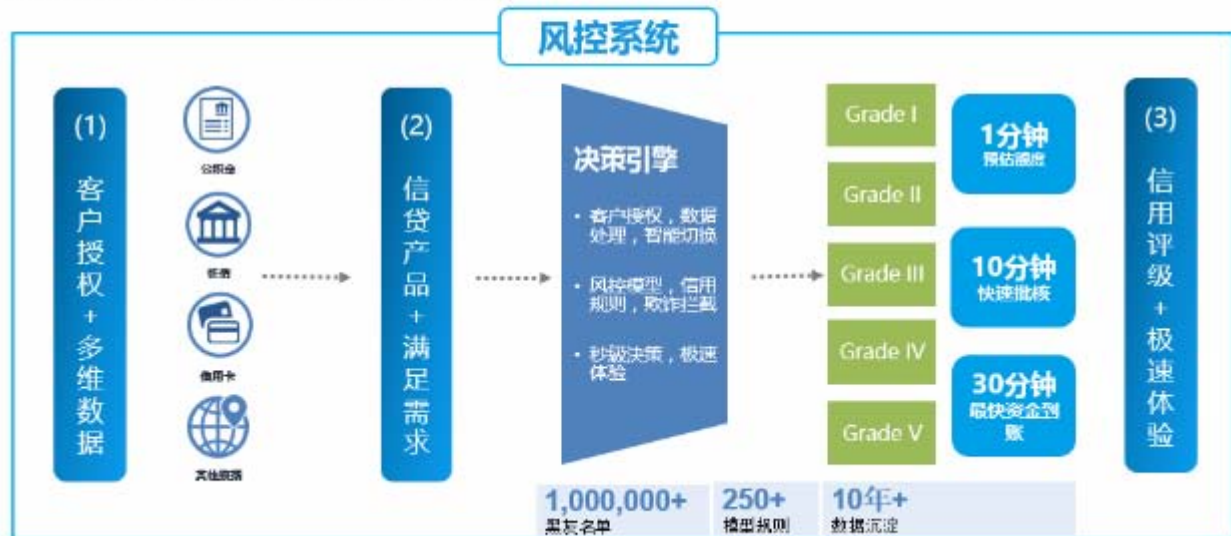 风控系统
(1)
客户授权+多维数据
公积金
征信
信用卡
其他数据
(2)
信贷产品+满足需求
决策引擎
• 客户授权，数据
处理，智能切换
• 风控模型，信用
规则，欺诈拦截
• 秒级决策，极速
体验
Grade I
Grade II
Grade III
Grade IV
Grade V
1分钟
预估额度
10分钟
快速批核
30分钟
最快资金到
账
(3)
信用评级+极速体验
1,000,000+
黑灰名单
250+
模型规则
10年+
数据沉淀